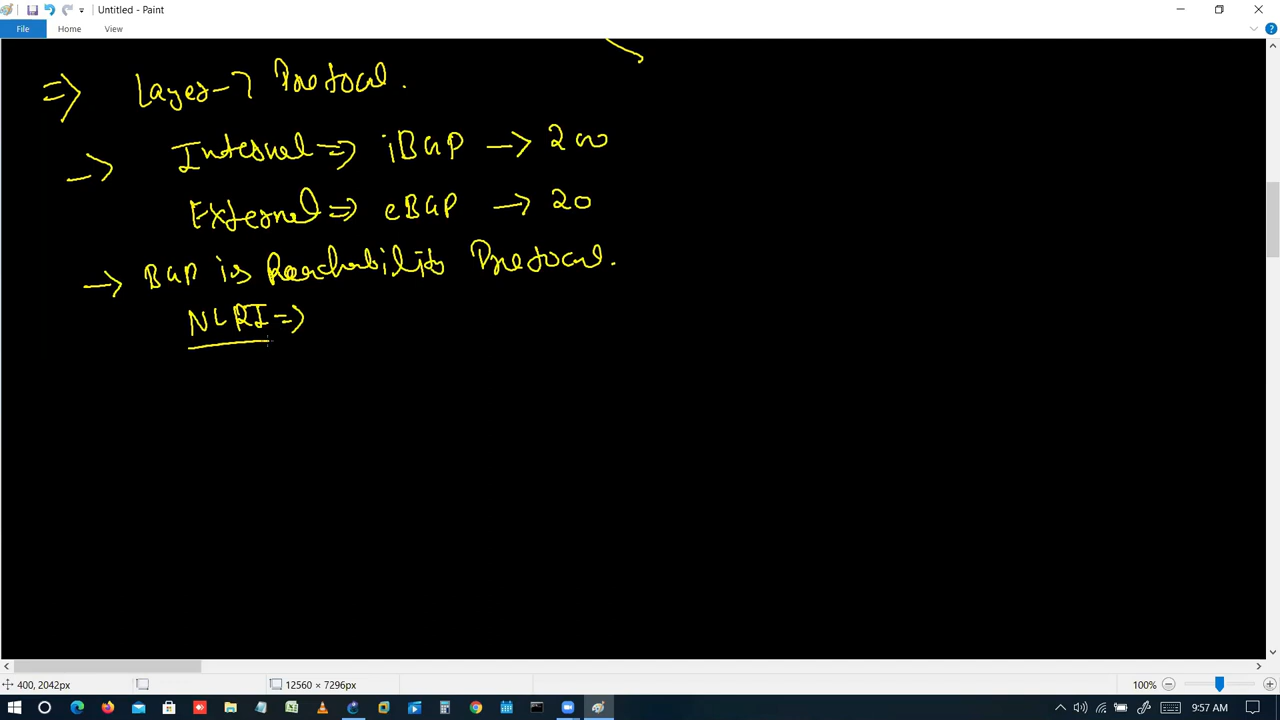 Untitled - Paint
File Home View
=> Layer-7 Protocol.
-> Internal => iBGP -> 200
External => eBGP -> 20
-> BGP is Reachability Protocol.
NLRI =>
400, 2042px 12560 × 7296px 100%
9:57 AM